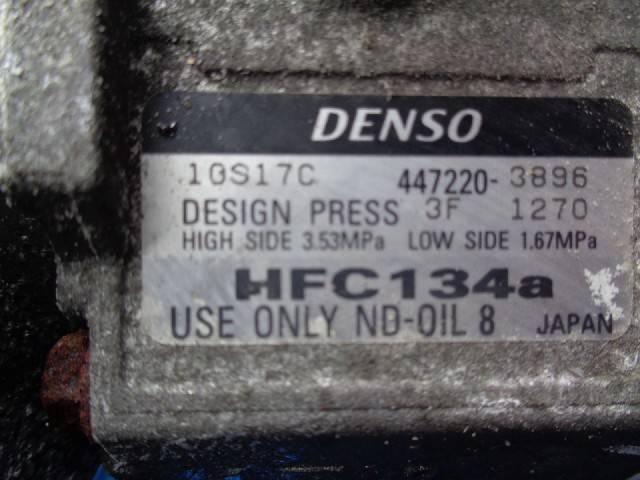 DENSO
10S17C 447220-3896
DESIGN PRESS 3F 1270
HIGH SIDE 3.53MPa LOW SIDE 1.67MPa
HFC134a
USE ONLY ND-OIL 8 JAPAN